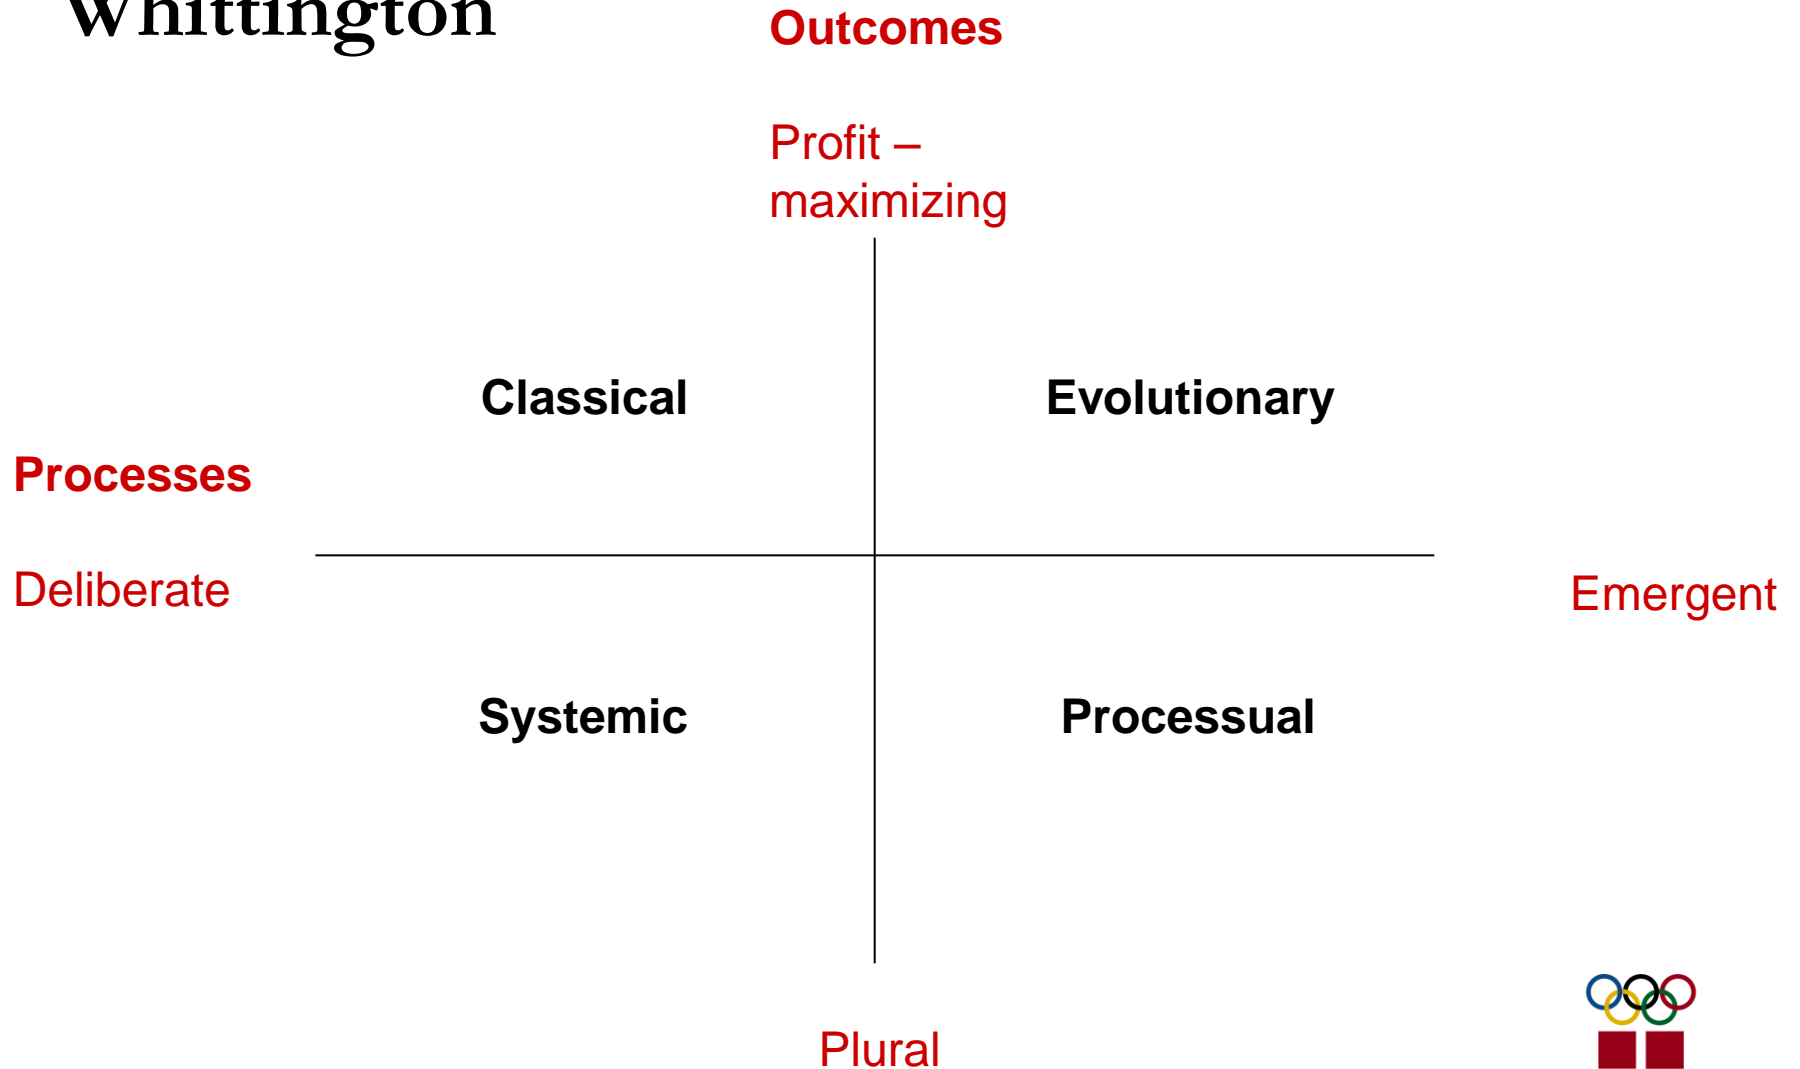 Whittington
Outcomes
Profit –
maximizing
Classical
Evolutionary
Processes
Deliberate
Emergent
Systemic
Processual
Plural